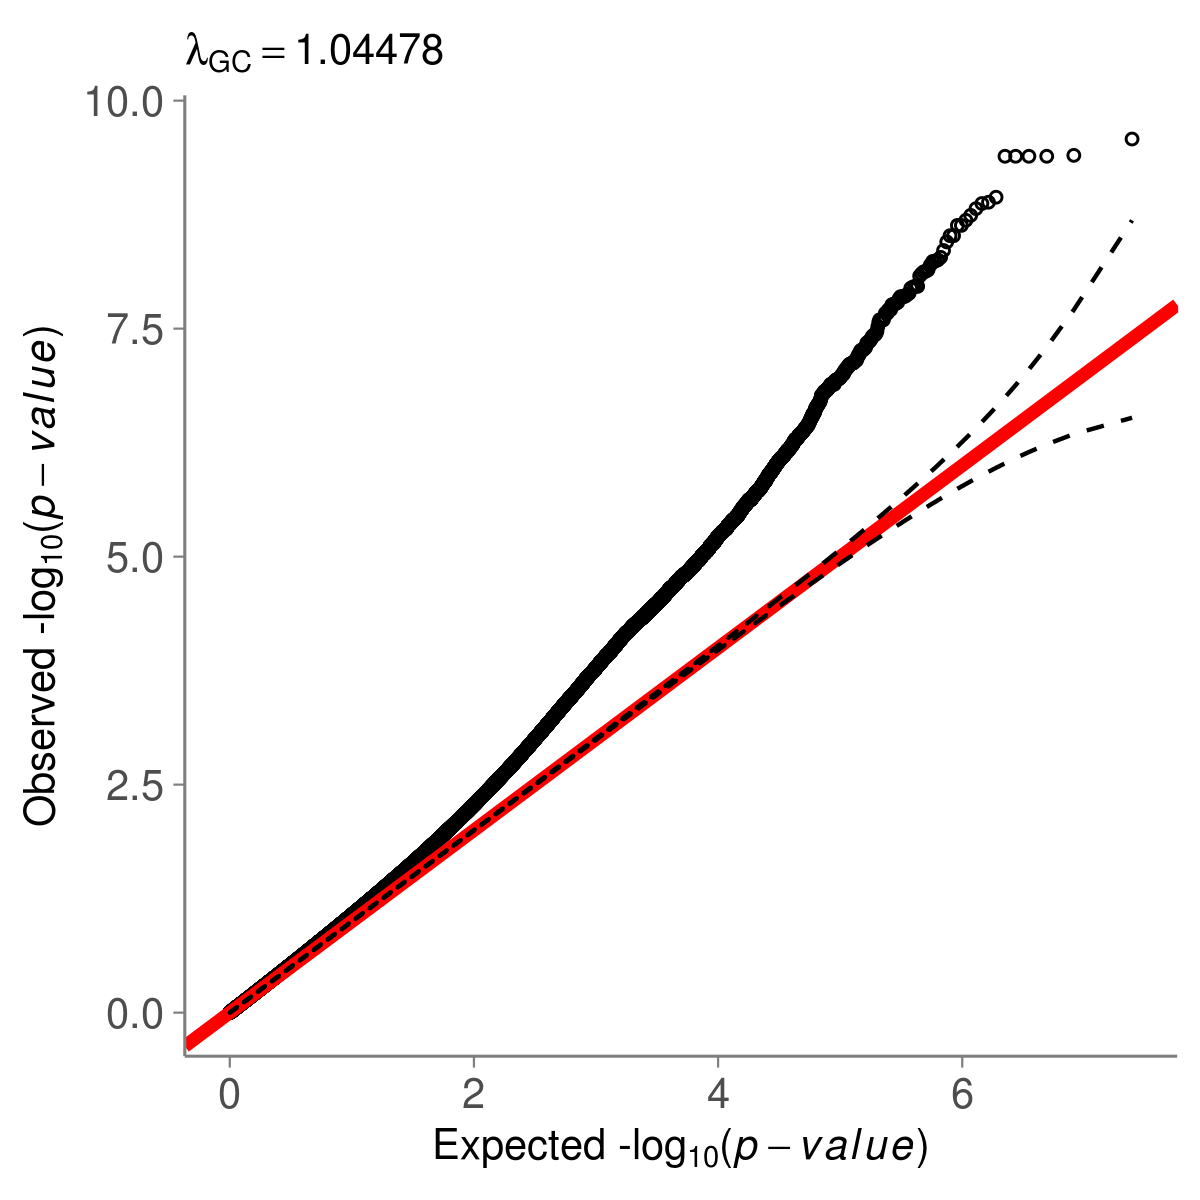 λGC = 1.04478
10.0
7.5
5.0
2.5
0.0
Observed -log10(p − value)
0 2 4 6
Expected -log10(p − value)